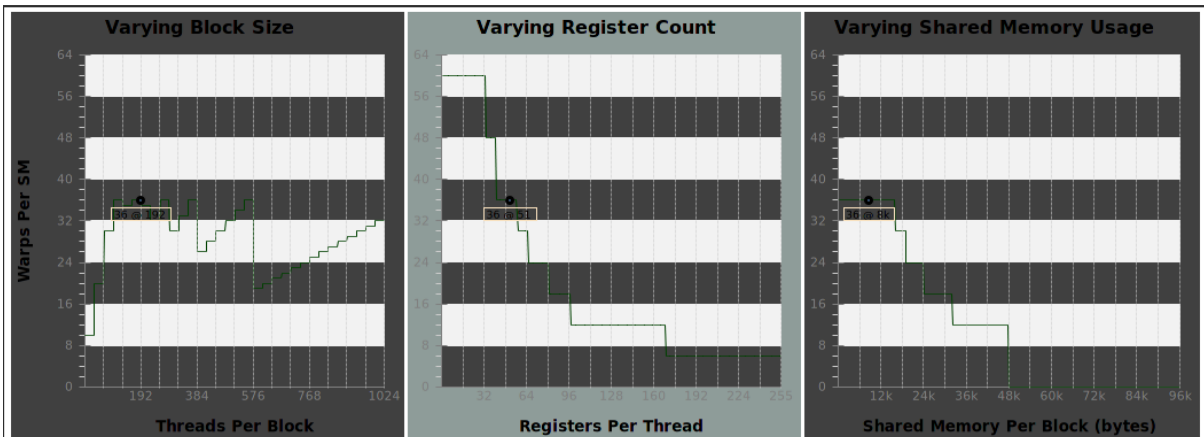 Varying Block Size
Warps Per SM
64
56
48
40
32
24
16
8
0
36 @ 192
192
384
576
768
1024
Threads Per Block
Varying Register Count
64
56
48
40
32
24
16
8
0
36 @ 51
32
64
96
128
160
192
224
255
Registers Per Thread
Varying Shared Memory Usage
64
56
48
40
32
24
16
8
0
36 @ 8k
12k
24k
36k
48k
60k
72k
84k
96k
Shared Memory Per Block (bytes)